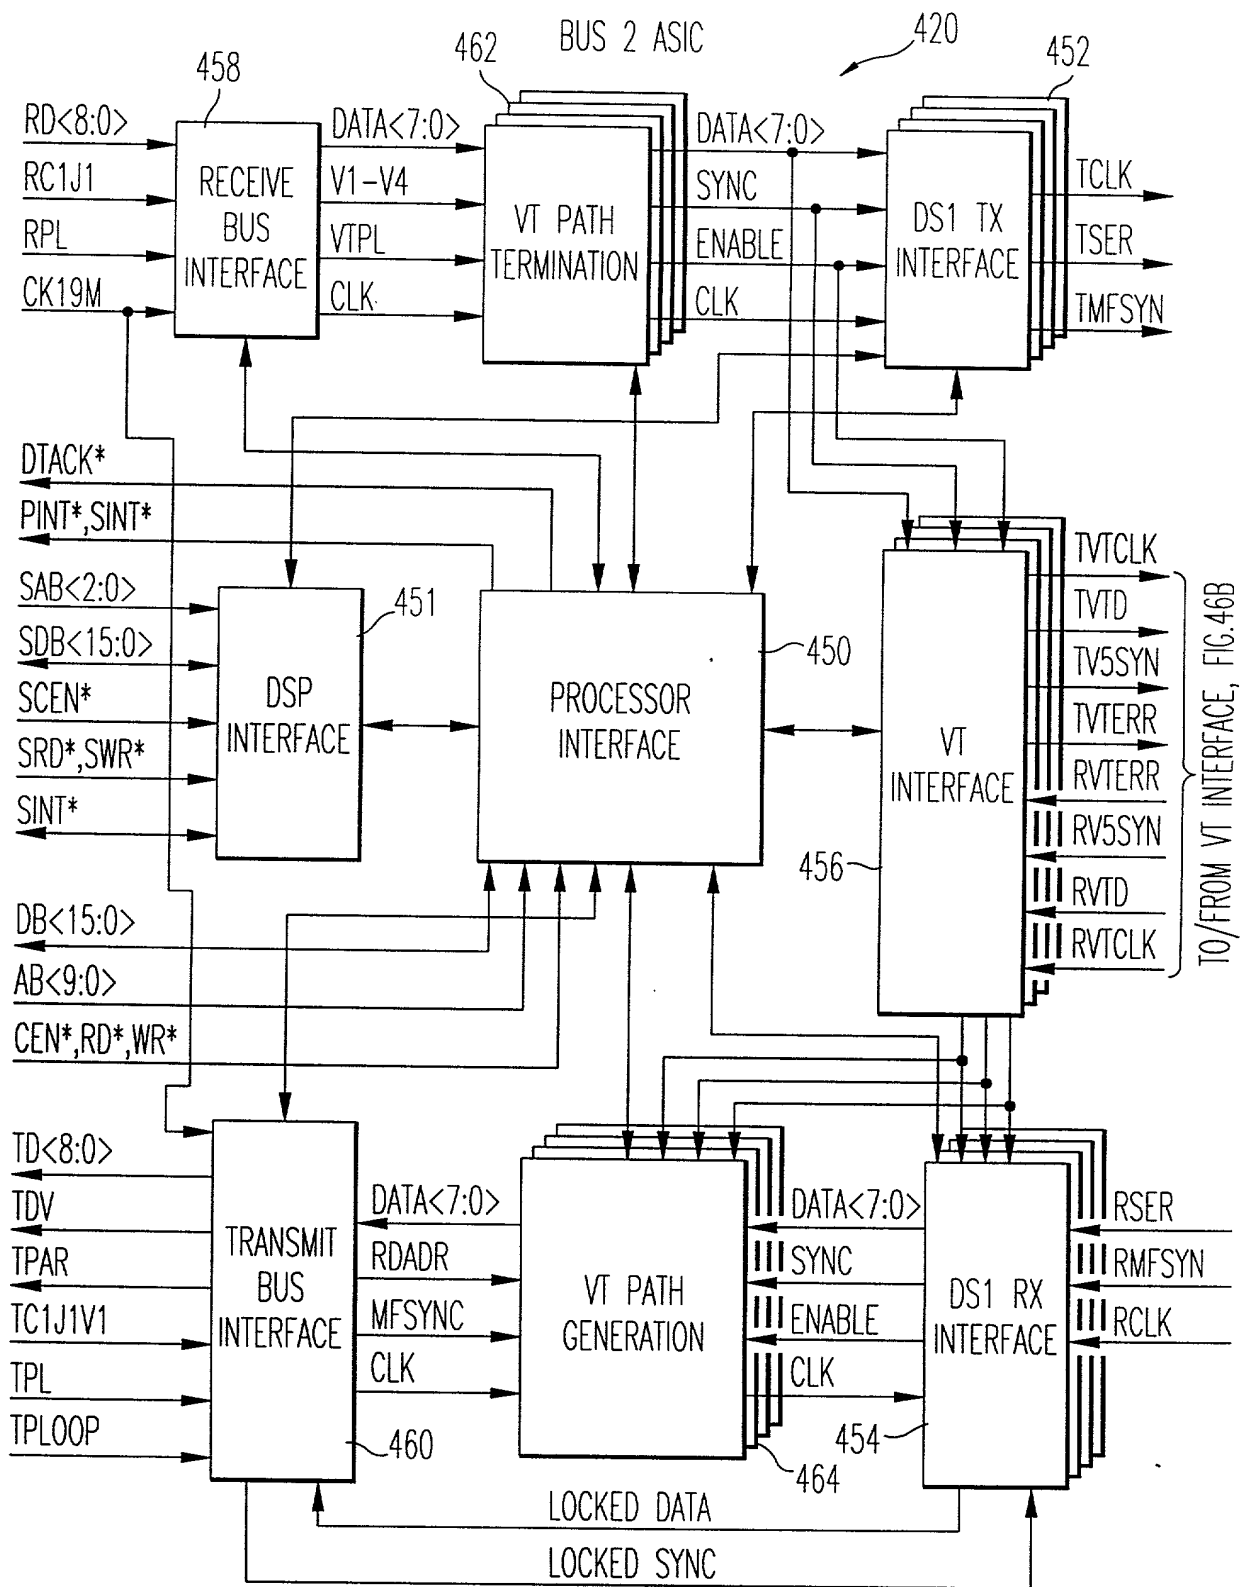 BUS 2 ASIC
420
458
462
452
RD<8:0>
RC1J1
RPL
CK19M
RECEIVE
BUS
INTERFACE
DATA<7:0>
V1-V4
VTPL
CLK
VT PATH
TERMINATION
DATA<7:0>
SYNC
ENABLE
CLK
DS1 TX
INTERFACE
TCLK
TSER
TMFSYN
DTACK*
PINT*,SINT*
SAB<2:0>
SDB<15:0>
SCEN*
SRD*,SWR*
SINT*
451
DSP
INTERFACE
450
PROCESSOR
INTERFACE
456
VT
INTERFACE
TVTCLK
TVTD
TV5SYN
TVTERR
RVTERR
RV5SYN
RVTD
RVTCLK
TO/FROM VT INTERFACE, FIG.46B
DB<15:0>
AB<9:0>
CEN*,RD*,WR*
TD<8:0>
TDV
TPAR
TC1J1V1
TPL
TPLOOP
TRANSMIT
BUS
INTERFACE
460
DATA<7:0>
RDADR
MFSYNC
CLK
VT PATH
GENERATION
464
DATA<7:0>
SYNC
ENABLE
CLK
454
DS1 RX
INTERFACE
RSER
RMFSYN
RCLK
LOCKED DATA
LOCKED SYNC